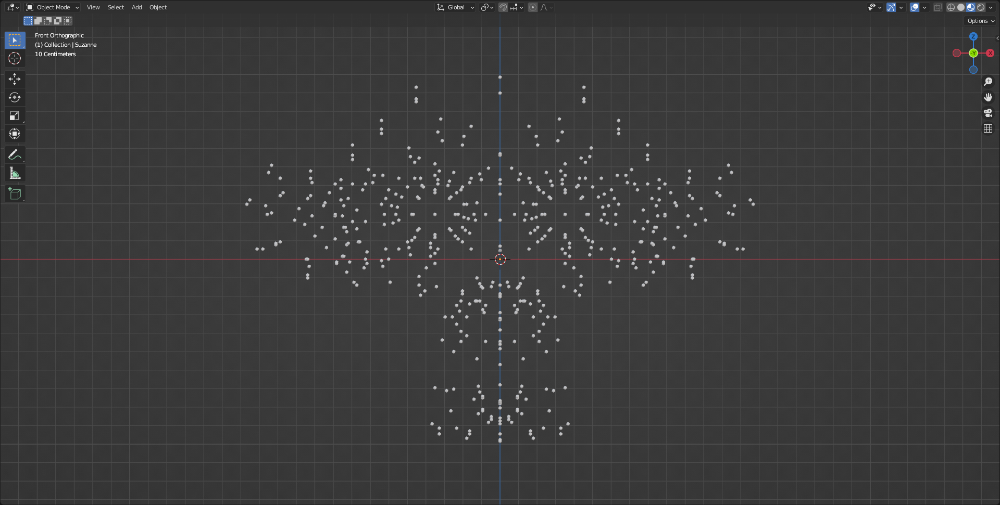 Object Mode View Select Add Object Global
Options
Front Orthographic
(1) Collection | Suzanne
10 Centimeters
Z
-Y X